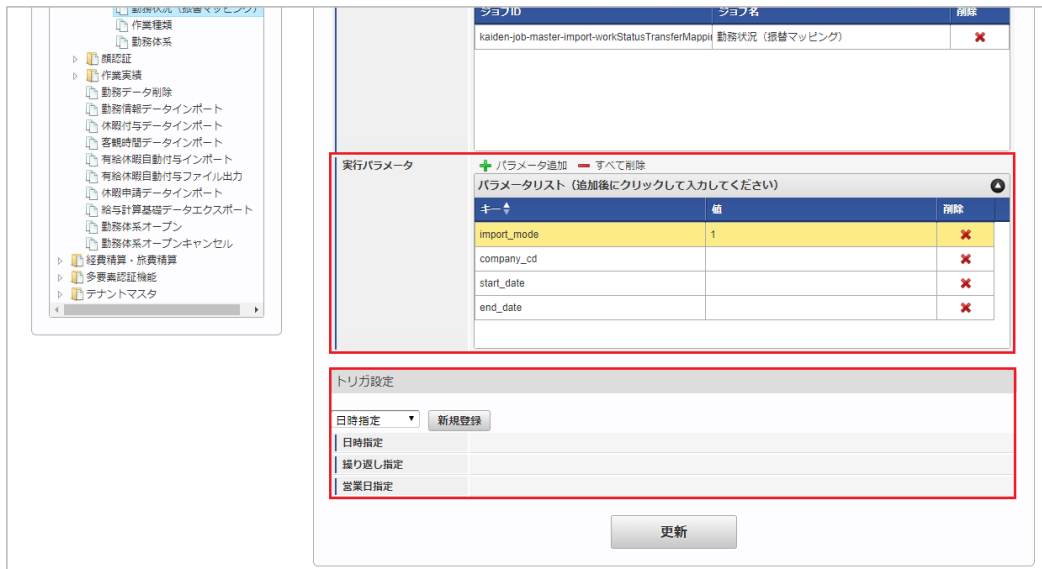 勤務状況（振替マッピング）
作業種類
勤務体系
顔認証
作業実績
勤務データ削除
勤務情報データインポート
休暇付与データインポート
客観時間データインポート
有給休暇自動付与インポート
有給休暇自動付与ファイル出力
休暇申請データインポート
給与計算基礎データエクスポート
勤務体系オープン
勤務体系オープンキャンセル
経費精算・旅費精算
多要素認証機能
テナントマスタ
ジョブID ジョブ名 削除
kaiden-job-master-import-workStatusTransferMappin 勤務状況（振替マッピング）
実行パラメータ
パラメータ追加 すべて削除
パラメータリスト（追加後にクリックして入力してください）
キー 値 削除
import_mode 1
company_cd
start_date
end_date
トリガ設定
日時指定 新規登録
日時指定
繰り返し指定
営業日指定
更新